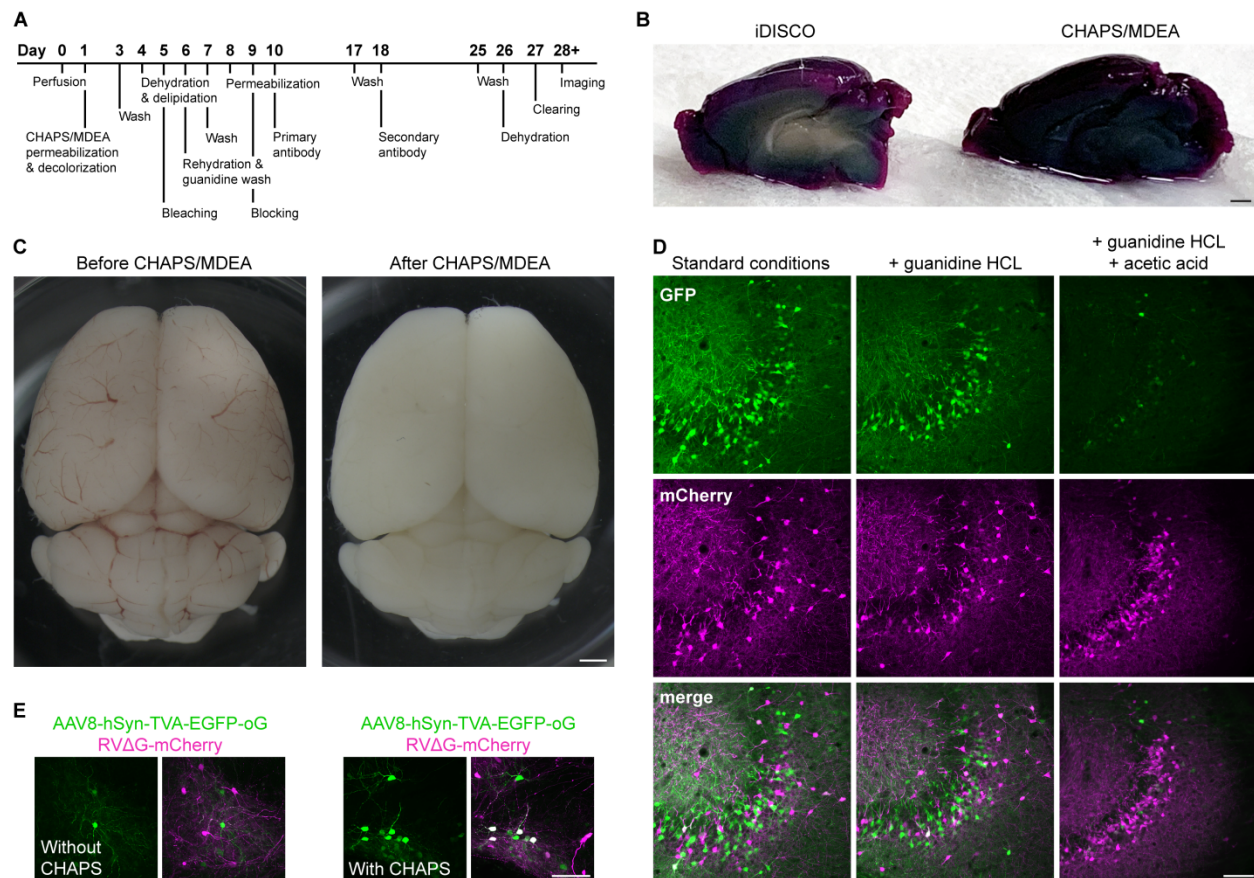 A
Day 0 1 3 4 5 6 7 8 9 10 17 18 25 26 27 28+
Perfusion
CHAPS/MDEA
permeabilization
& decolorization
Wash
Dehydration
& delipidation
Bleaching
Rehydration &
guanidine wash
Wash
Permeabilization
Blocking
Primary
antibody
Wash
Secondary
antibody
Wash
Dehydration
Clearing
Imaging
B
iDISCO
CHAPS/MDEA
C
Before CHAPS/MDEA
After CHAPS/MDEA
D
Standard conditions
+ guanidine HCL
+ guanidine HCL
+ acetic acid
GFP
mCherry
merge
E
AAV8-hSyn-TVA-EGFP-oG
RVΔG-mCherry
Without
CHAPS
AAV8-hSyn-TVA-EGFP-oG
RVΔG-mCherry
With CHAPS